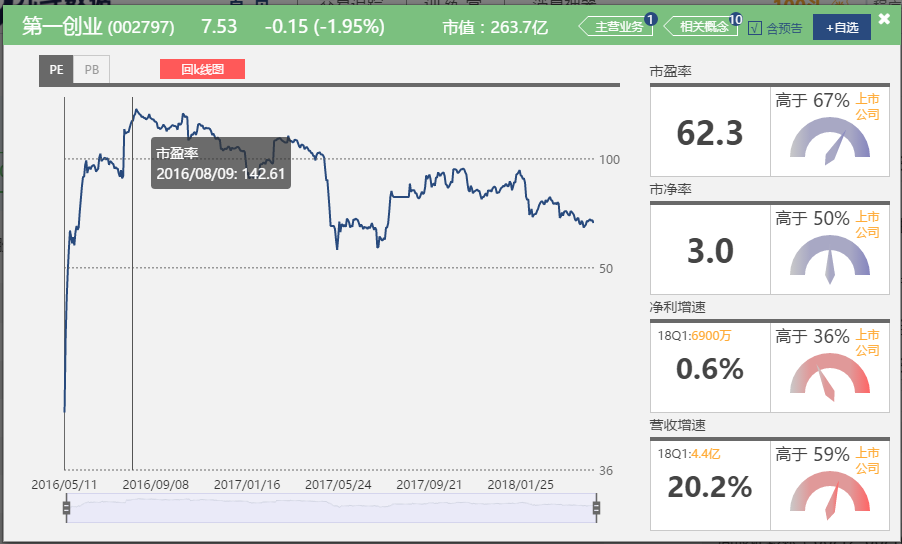 第一创业 (002797) 7.53 -0.15 (-1.95%) 市值：263.7亿 主营业务 1 相关概念 10 √ 含预告 +自选 ✖
PE PB 回k线图
市盈率
2016/08/09: 142.61
100
50
36
2016/05/11 2016/09/08 2017/01/16 2017/05/24 2017/09/21 2018/01/25
市盈率
62.3 高于 67% 上市
公司
市净率
3.0 高于 50% 上市
公司
净利增速
18Q1:6900万 高于 36% 上市
公司
0.6%
营收增速
18Q1:4.4亿 高于 59% 上市
公司
20.2%